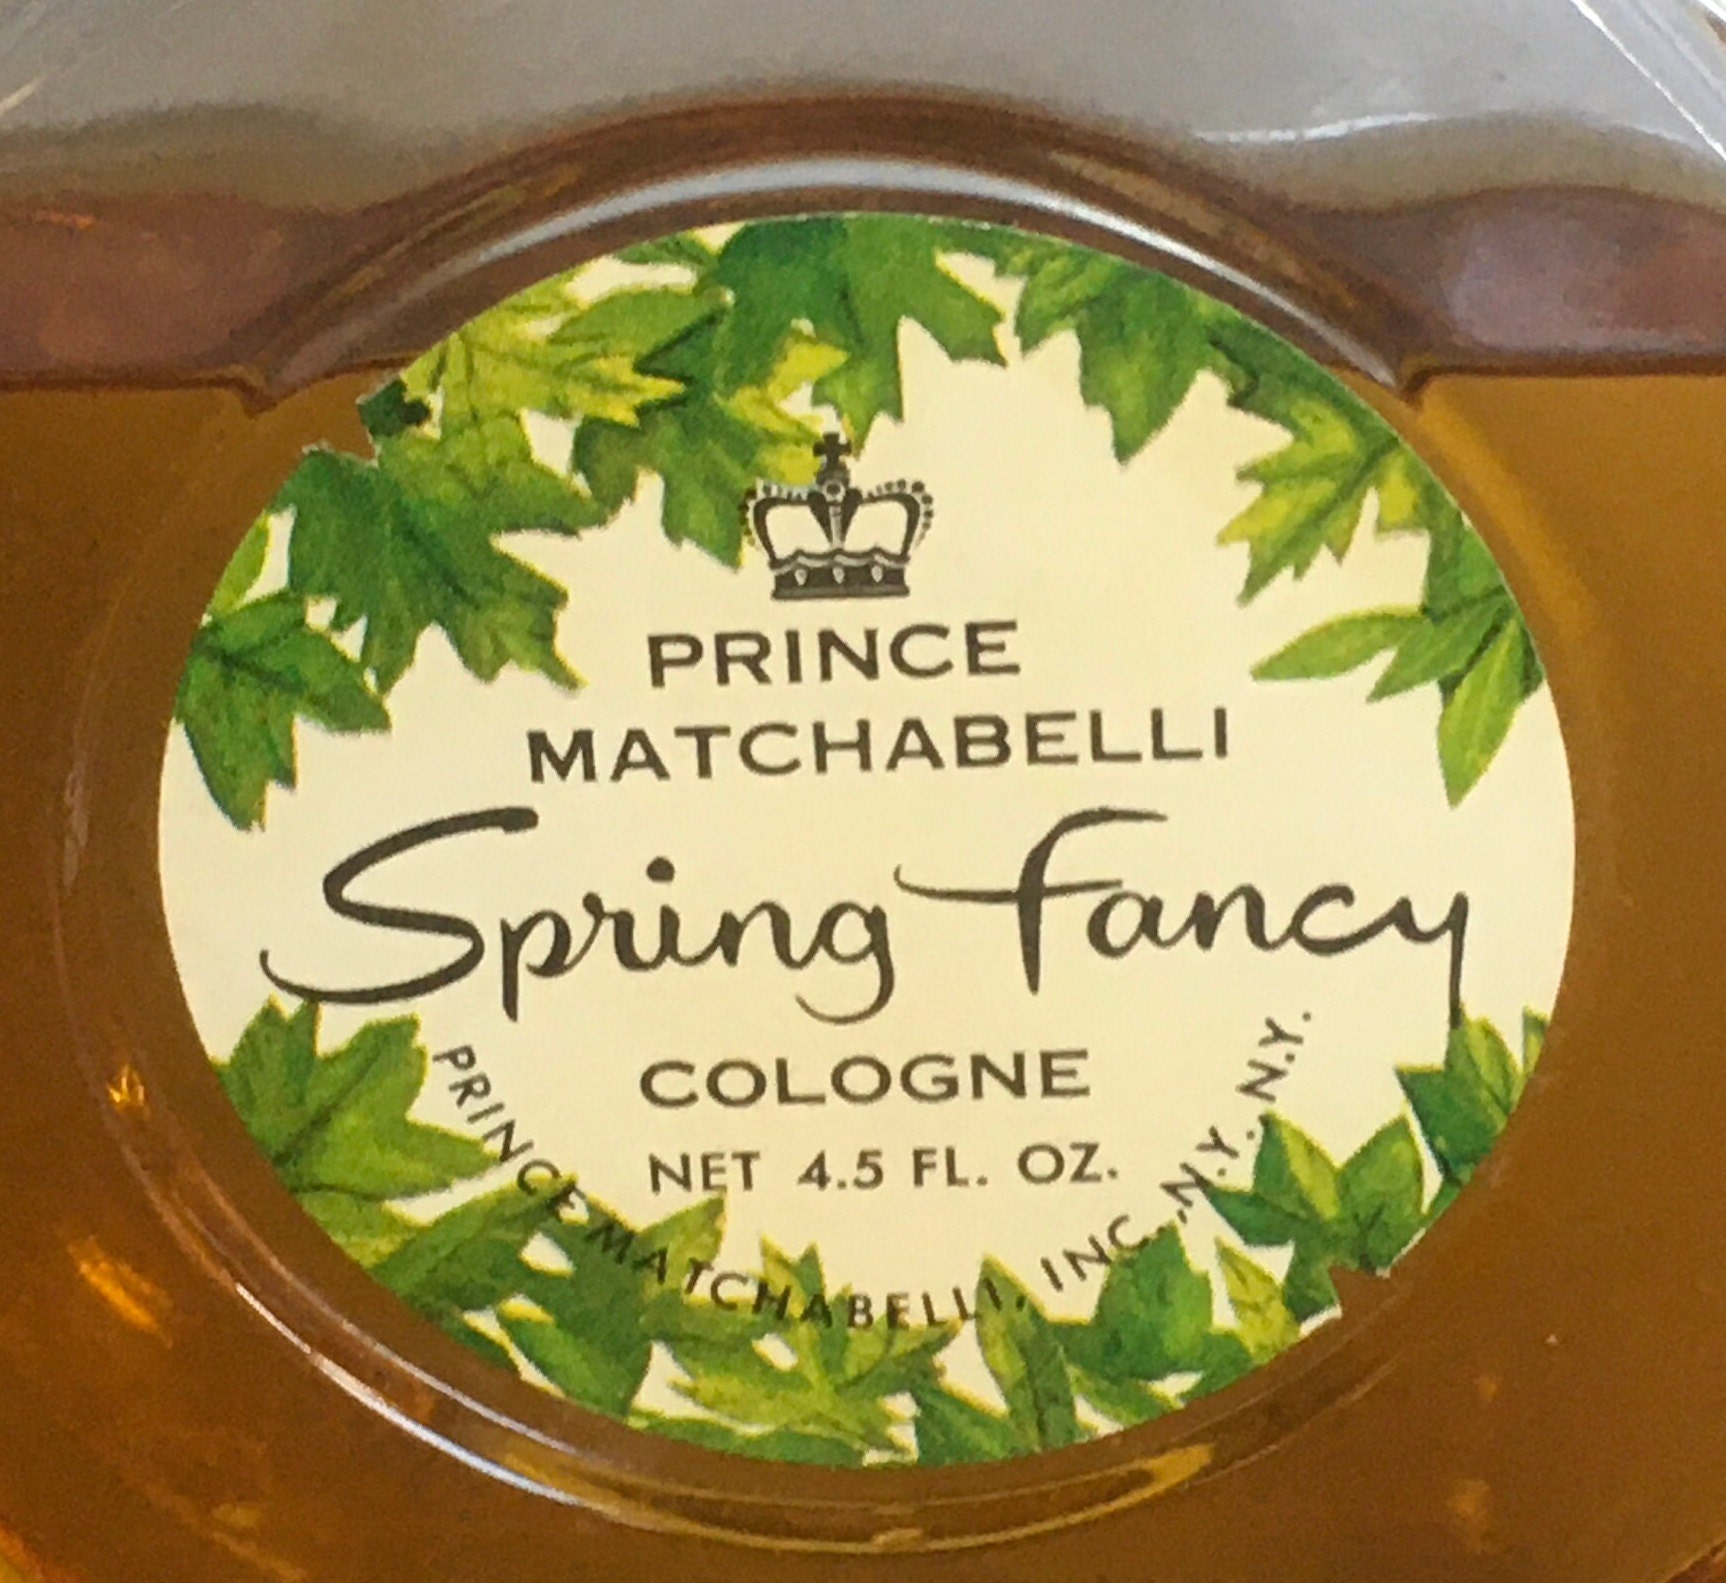 PRINCE
MATCHABELLI
Spring Fancy
COLOGNE
NET 4.5 FL. OZ.
PRINCE MATCHABELLI, INC., N.Y., N.Y.